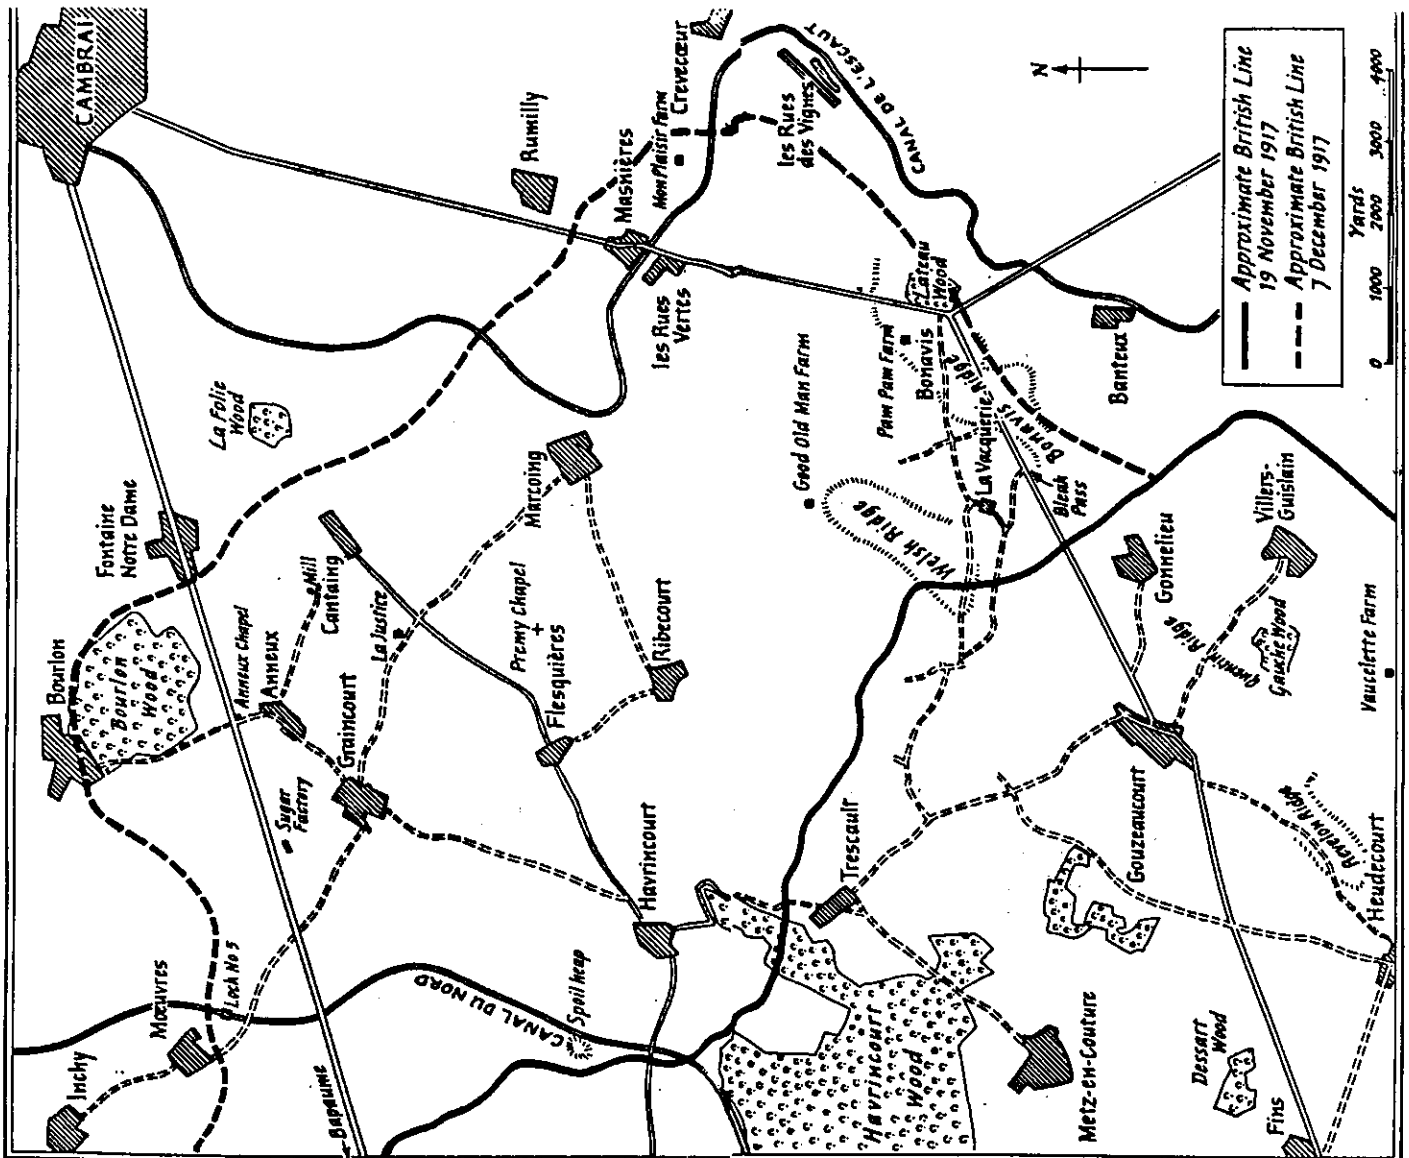 CAMBRAI
Bourlon
Bourlon
Wood
Fontaine
Notre Dame
La Folie
Wood
Rumilly
Masnières
Mon Plaisir Farm
Crevecœur
les Rues
Vertes
les Rues
des Vignes
CANAL DE L'ESCAUT
Inchy
Mœuvres
Lock No 5
Bapaume
Sugar
Factory
Anneux Chapel
Anneux
Mill
Cantaing
Graincourt
La Justice
Marcoing
Premy Chapel
Flesquières
Ribecourt
Havrincourt
CANAL DU NORD
Spoil heap
Good Old Man Farm
Pam Pam Farm
Bonavis
Lateau
Wood
Bonavis Ridge
La Vacquerie
Bleak
Pass
Welsh Ridge
Banteux
Trescault
Havrincourt
Wood
Metz-en-Couture
Gouzeaucourt
Gonnelieu
Villers-
Guislain
Quentin Ridge
Gauche Wood
Vaucelette Farm
Revelon Ridge
Heudecourt
Dessart
Wood
Fins
N
Approximate British Line
19 November 1917
Approximate British Line
7 December 1917
Yards
0 1000 2000 3000 4000